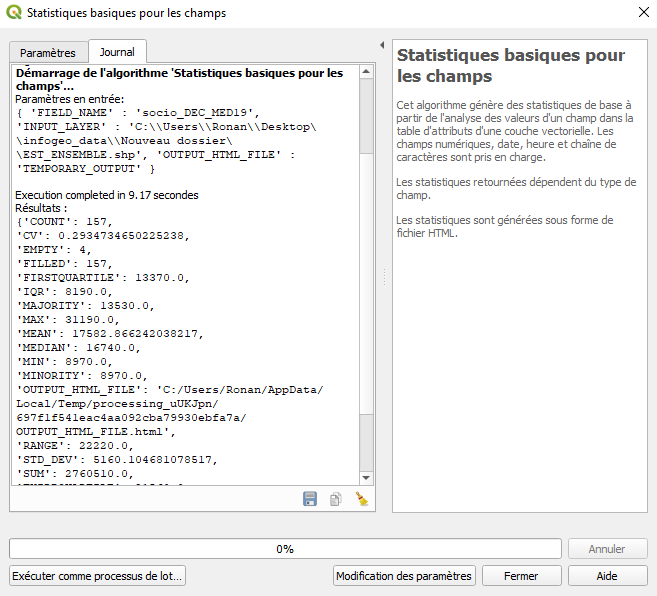 Statistiques basiques pour les champs
Paramètres
Journal
Démarrage de l'algorithme 'Statistiques basiques pour les
champs'...
Paramètres en entrée:
{ 'FIELD_NAME' : 'socio_DEC_MED19',
'INPUT_LAYER' : 'C:\\Users\\Ronan\\Desktop\
\infogeo_data\\Nouveau dossier\
\EST_ENSEMBLE.shp', 'OUTPUT_HTML_FILE' :
'TEMPORARY_OUTPUT' }
Execution completed in 9.17 secondes
Résultats :
{'COUNT': 157,
'CV': 0.2934734650225238,
'EMPTY': 4,
'FILLED': 157,
'FIRSTQUARTILE': 13370.0,
'IQR': 8190.0,
'MAJORITY': 13530.0,
'MAX': 31190.0,
'MEAN': 17582.866242038217,
'MEDIAN': 16740.0,
'MIN': 8970.0,
'MINORITY': 8970.0,
'OUTPUT_HTML_FILE': 'C:/Users/Ronan/AppData/
Local/Temp/processing_uUKJpn/
697f1f541eac4aa092cba79930ebfa7a/
OUTPUT_HTML_FILE.html',
'RANGE': 22220.0,
'STD_DEV': 5160.104681078517,
'SUM': 2760510.0,
Statistiques basiques pour
les champs
Cet algorithme génère des statistiques de base à
partir de l'analyse des valeurs d'un champ dans la
table d'attributs d'une couche vectorielle. Les
champs numériques, date, heure et chaîne de
caractères sont pris en charge.
Les statistiques retournées dépendent du type de
champ.
Les statistiques sont générées sous forme de
fichier HTML.
0%
Annuler
Exécuter comme processus de lot...
Modification des paramètres
Fermer
Aide